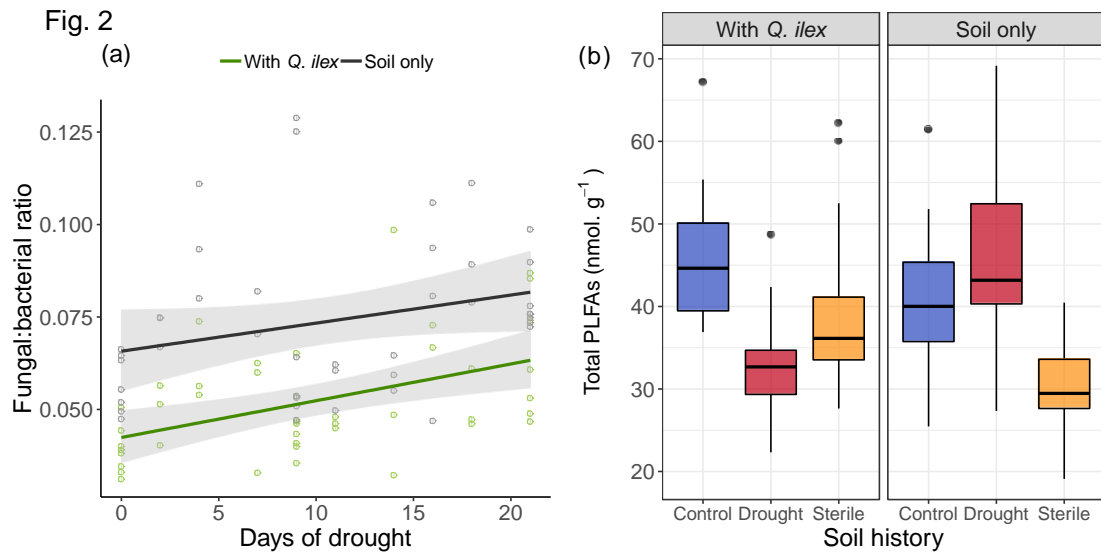 Fig. 2
(a)
With Q. ilex Soil only
Fungal:bacterial ratio
0.125
0.100
0.075
0.050
0 5 10 15 20
Days of drought
(b)
With Q. ilex Soil only
Total PLFAs (nmol. g⁻¹)
70
60
50
40
30
20
Control Drought Sterile Control Drought Sterile
Soil history